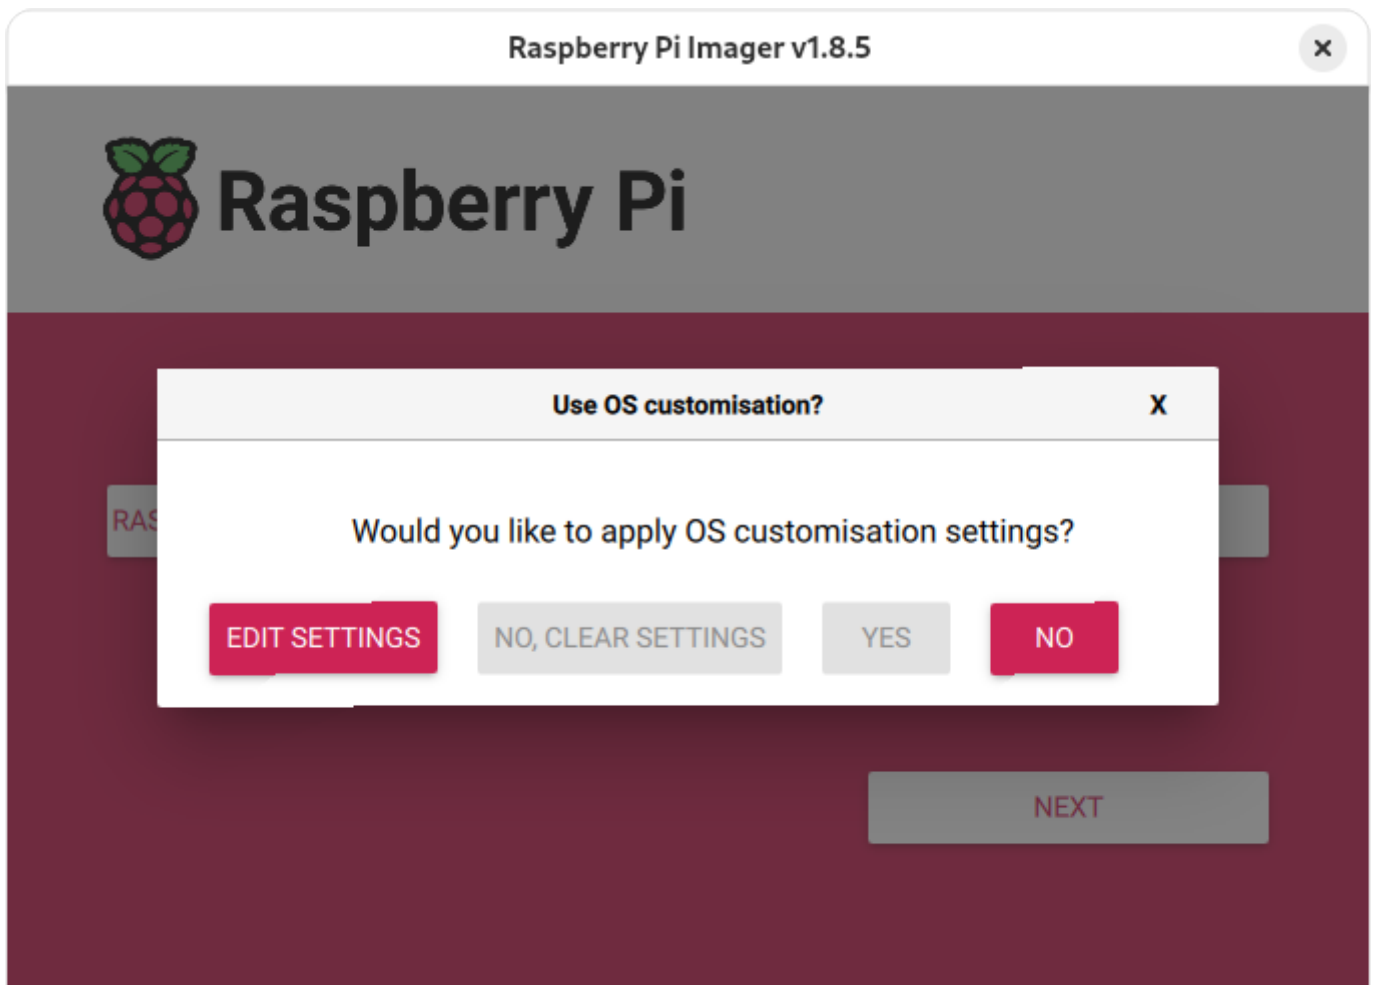 Raspberry Pi Imager v1.8.5
Raspberry Pi
Use OS customisation? X
Would you like to apply OS customisation settings?
EDIT SETTINGS NO, CLEAR SETTINGS YES NO
NEXT